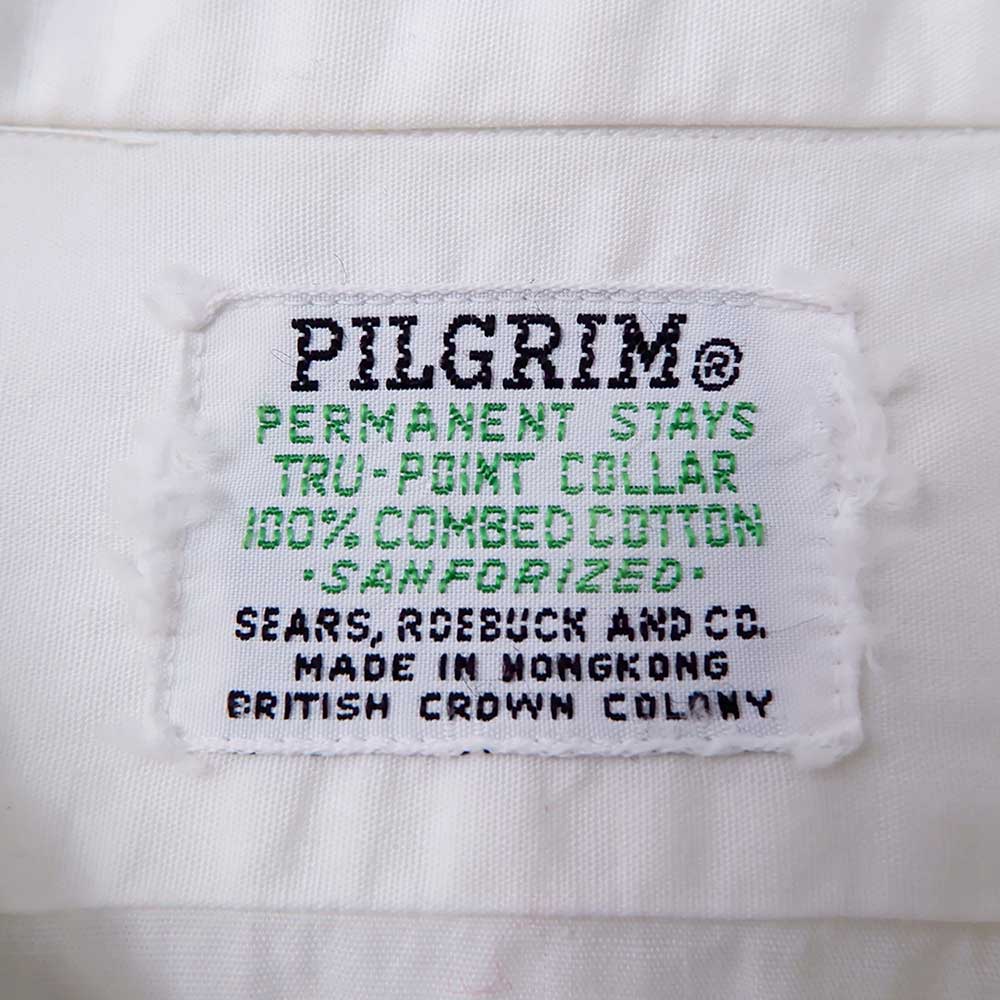 PILGRIM®
PERMANENT STAYS
TRU-POINT COLLAR
100% COMBED COTTON
·SANFORIZED·
SEARS, ROEBUCK AND CO.
MADE IN HONGKONG
BRITISH CROWN COLONY